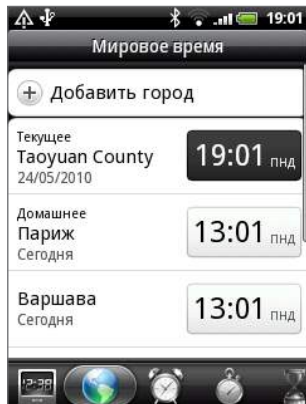 19:01
Мировое время
Добавить город
Текущее
Taoyuan County
24/05/2010
19:01 пнд
Домашнее
Париж
Сегодня
13:01 пнд
Варшава
Сегодня
13:01 пнд
12:38